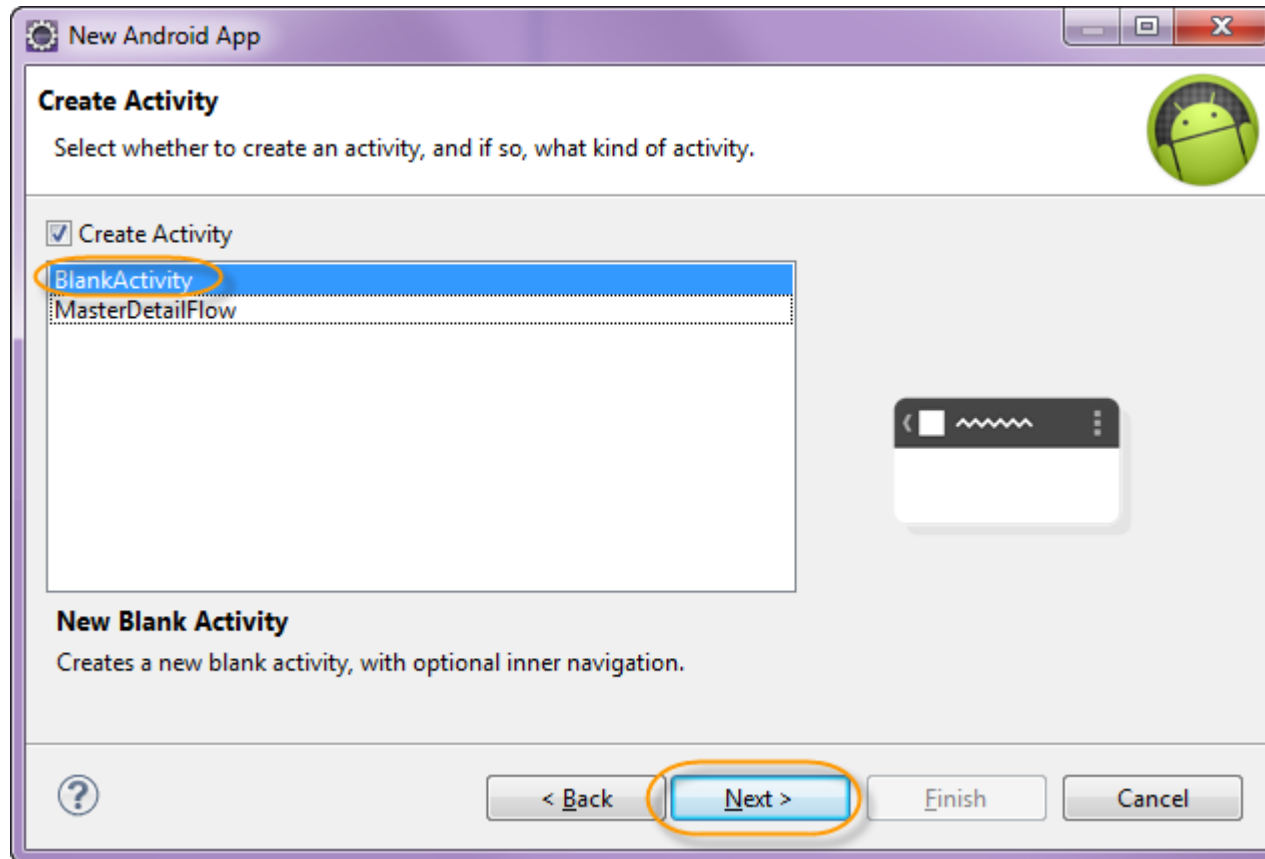 New Android App
Create Activity
Select whether to create an activity, and if so, what kind of activity.
Create Activity
BlankActivity
MasterDetailFlow
New Blank Activity
Creates a new blank activity, with optional inner navigation.
?
< Back
Next >
Finish
Cancel